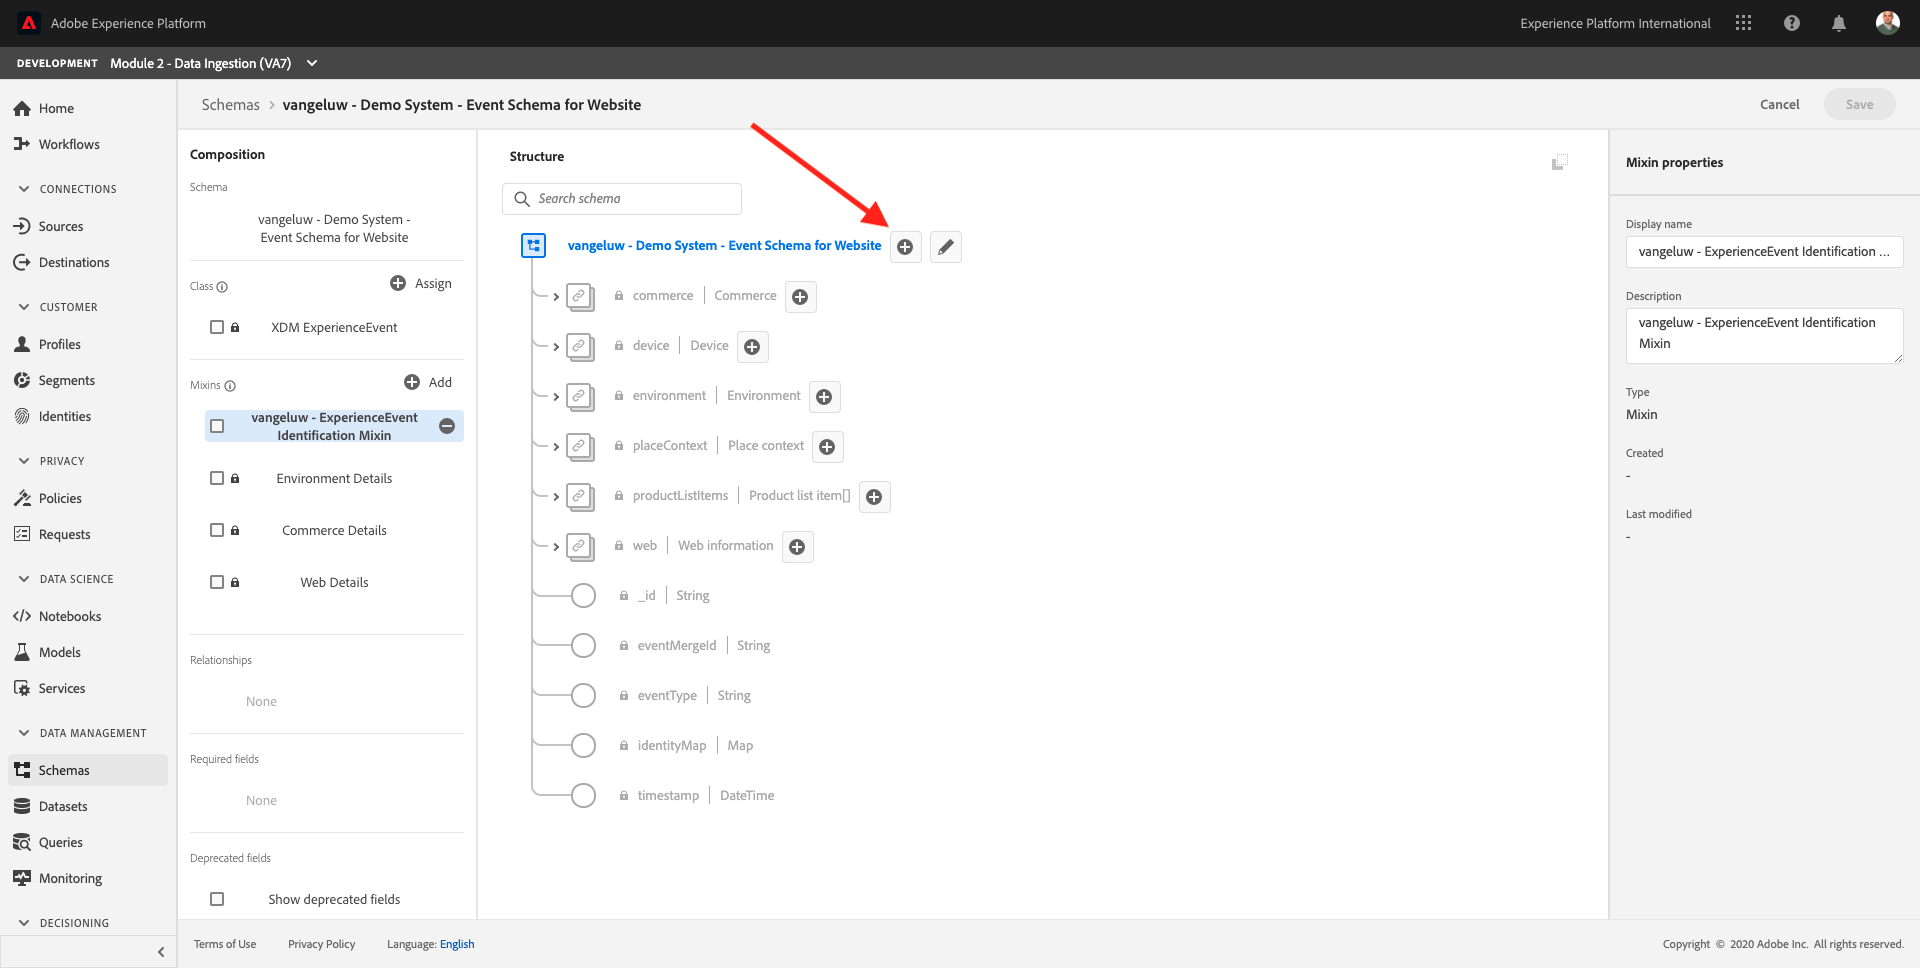 Adobe Experience Platform
Experience Platform International
DEVELOPMENT Module 2 - Data Ingestion (VA7)
Home
Workflows
CONNECTIONS
Sources
Destinations
CUSTOMER
Profiles
Segments
Identities
PRIVACY
Policies
Requests
DATA SCIENCE
Notebooks
Models
Services
DATA MANAGEMENT
Schemas
Datasets
Queries
Monitoring
DECISIONING
Schemas > vangeluw - Demo System - Event Schema for Website
Cancel
Save
Composition
Schema
vangeluw - Demo System -
Event Schema for Website
Class
Assign
XDM ExperienceEvent
Mixins
Add
vangeluw - ExperienceEvent
Identification Mixin
Environment Details
Commerce Details
Web Details
Relationships
None
Required fields
None
Deprecated fields
Show deprecated fields
Structure
Search schema
vangeluw - Demo System - Event Schema for Website
commerce | Commerce
device | Device
environment | Environment
placeContext | Place context
productListItems | Product list item[]
web | Web information
_id | String
eventMergeId | String
eventType | String
identityMap | Map
timestamp | DateTime
Mixin properties
Display name
vangeluw - ExperienceEvent Identification ...
Description
vangeluw - ExperienceEvent Identification
Mixin
Type
Mixin
Created
-
Last modified
-
Terms of Use
Privacy Policy
Language: English
Copyright © 2020 Adobe Inc. All rights reserved.